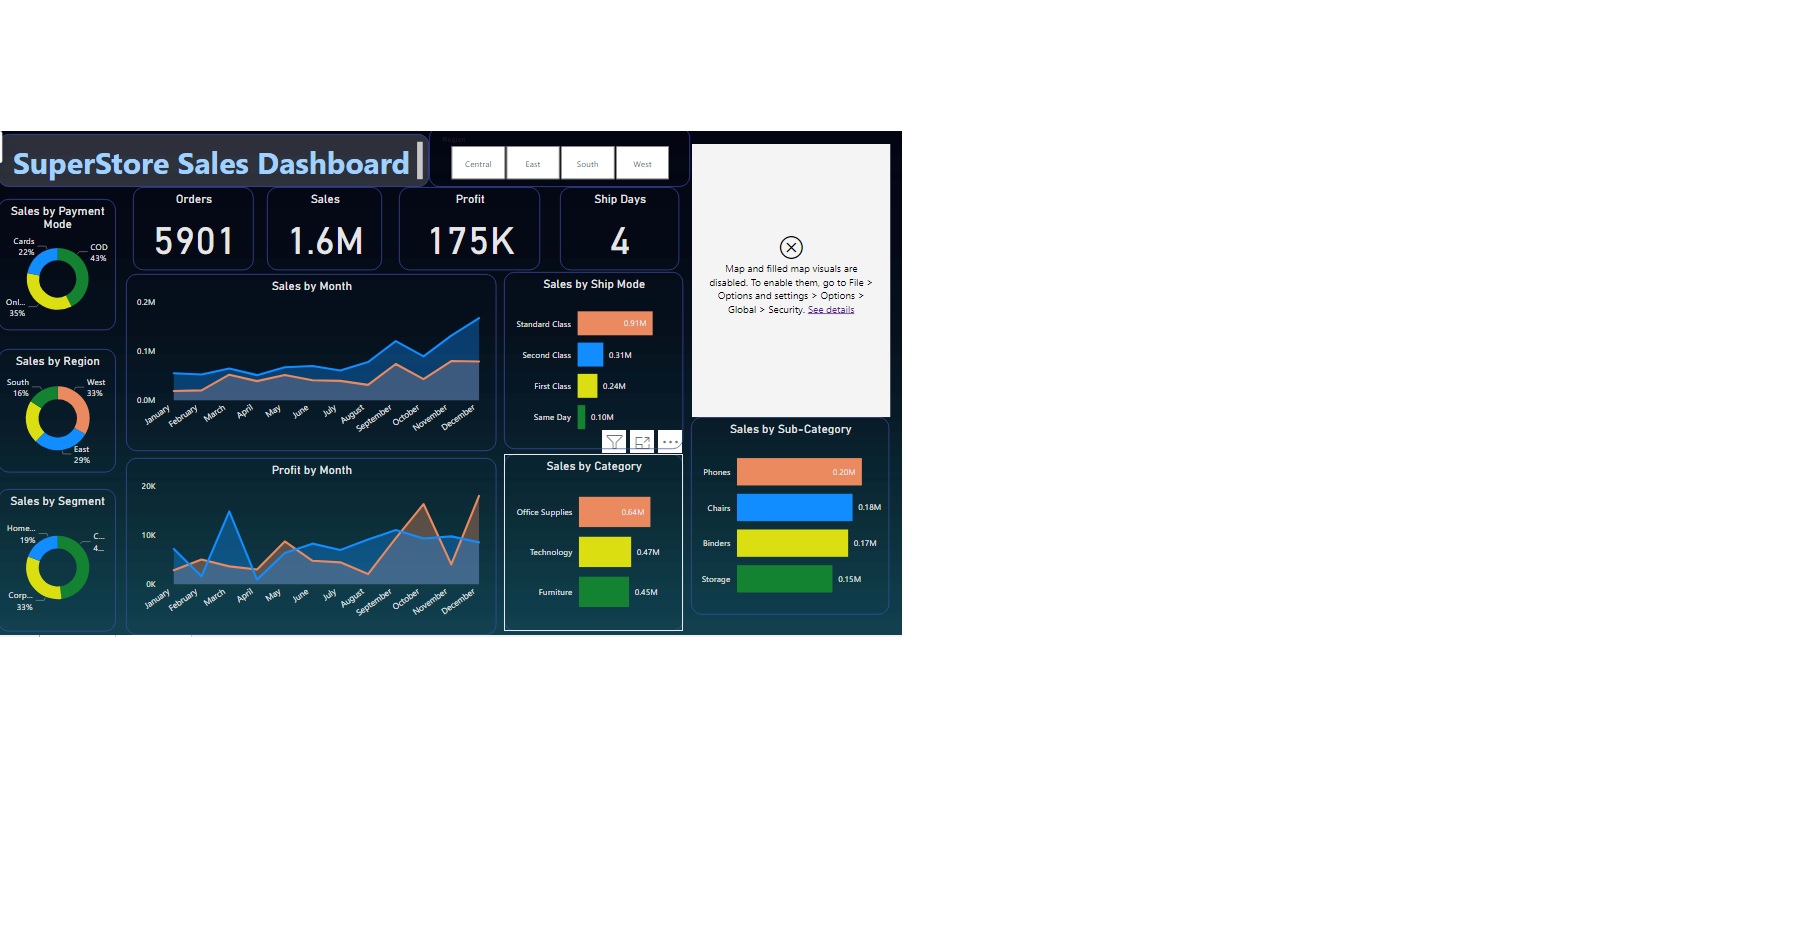 SuperStore Sales Dashboard
Region
Central
East
South
West
Orders
5901
Sales
1.6M
Profit
175K
Ship Days
4
Sales by Payment
Mode
Cards
22%
COD
43%
Onl...
35%
Sales by Region
South
16%
West
33%
East
29%
Sales by Segment
Home...
19%
C...
4...
Corp...
33%
Sales by Month
0.2M
0.1M
0.0M
January
February
March
April
May
June
July
August
September
October
November
December
Profit by Month
20K
10K
0K
January
February
March
April
May
June
July
August
September
October
November
December
Sales by Ship Mode
Standard Class
0.91M
Second Class
0.31M
First Class
0.24M
Same Day
0.10M
Sales by Category
Office Supplies
0.64M
Technology
0.47M
Furniture
0.45M
Map and filled map visuals are
disabled. To enable them, go to File >
Options and settings > Options >
Global > Security. See details
Sales by Sub-Category
Phones
0.20M
Chairs
0.18M
Binders
0.17M
Storage
0.15M